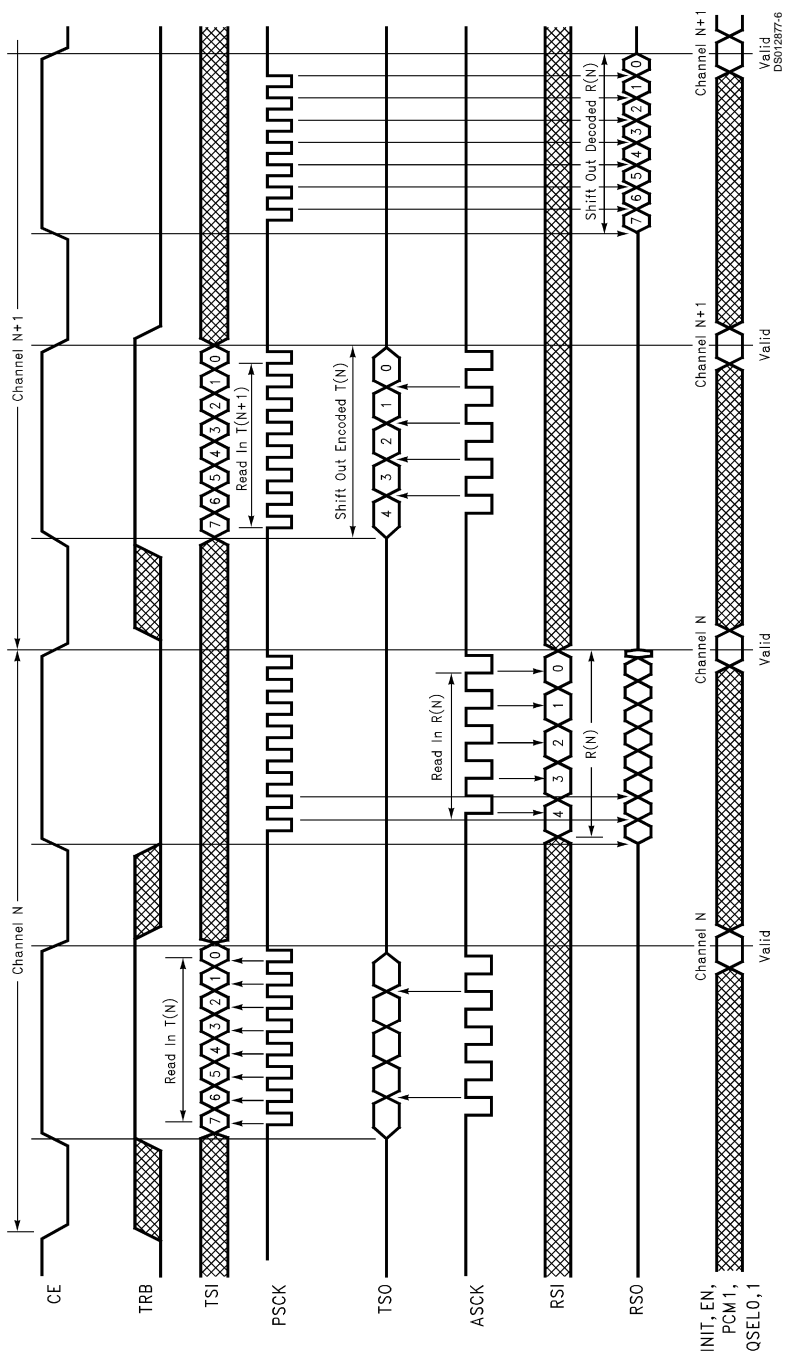 Channel N Channel N+1
CE
TRB
Read In T(N)
TSI 7 6 5 4 3 2 1 0 7 6 5 4 3 2 1 0
Read In T(N+1)
PSCK
Shift Out Encoded T(N)
TSO 4 3 2 1 0
Read In R(N)
ASCK
RSI 4 3 2 1 0
R(N) Shift Out Decoded R(N)
RSO 7 6 5 4 3 2 1 0
Channel N Channel N Channel N+1 Channel N+1
INIT, EN,
PCM1,
QSEL0,1
Valid Valid Valid Valid
DS012877-6